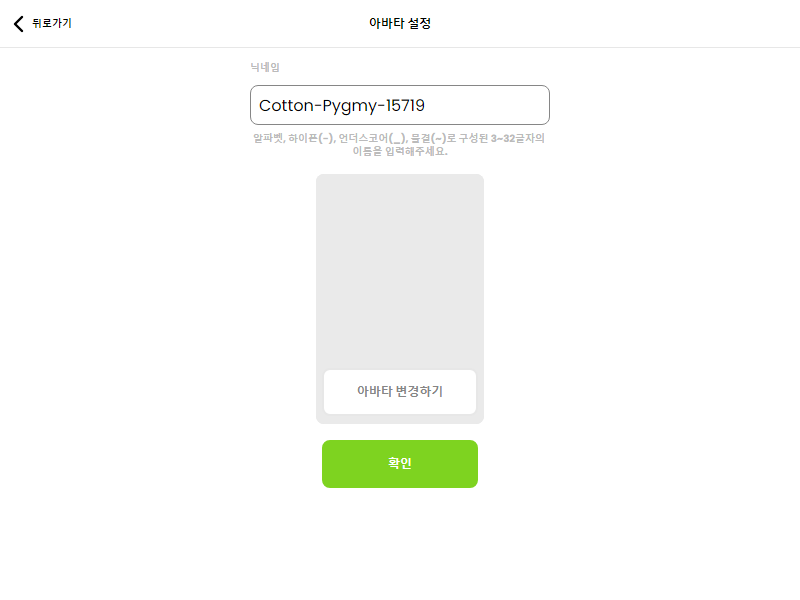 뒤로가기
아바타 설정
닉네임
Cotton-Pygmy-15719
알파벳, 하이픈(-), 언더스코어(_), 물결(~)로 구성된 3~32글자의
이름을 입력해주세요.
아바타 변경하기
확인